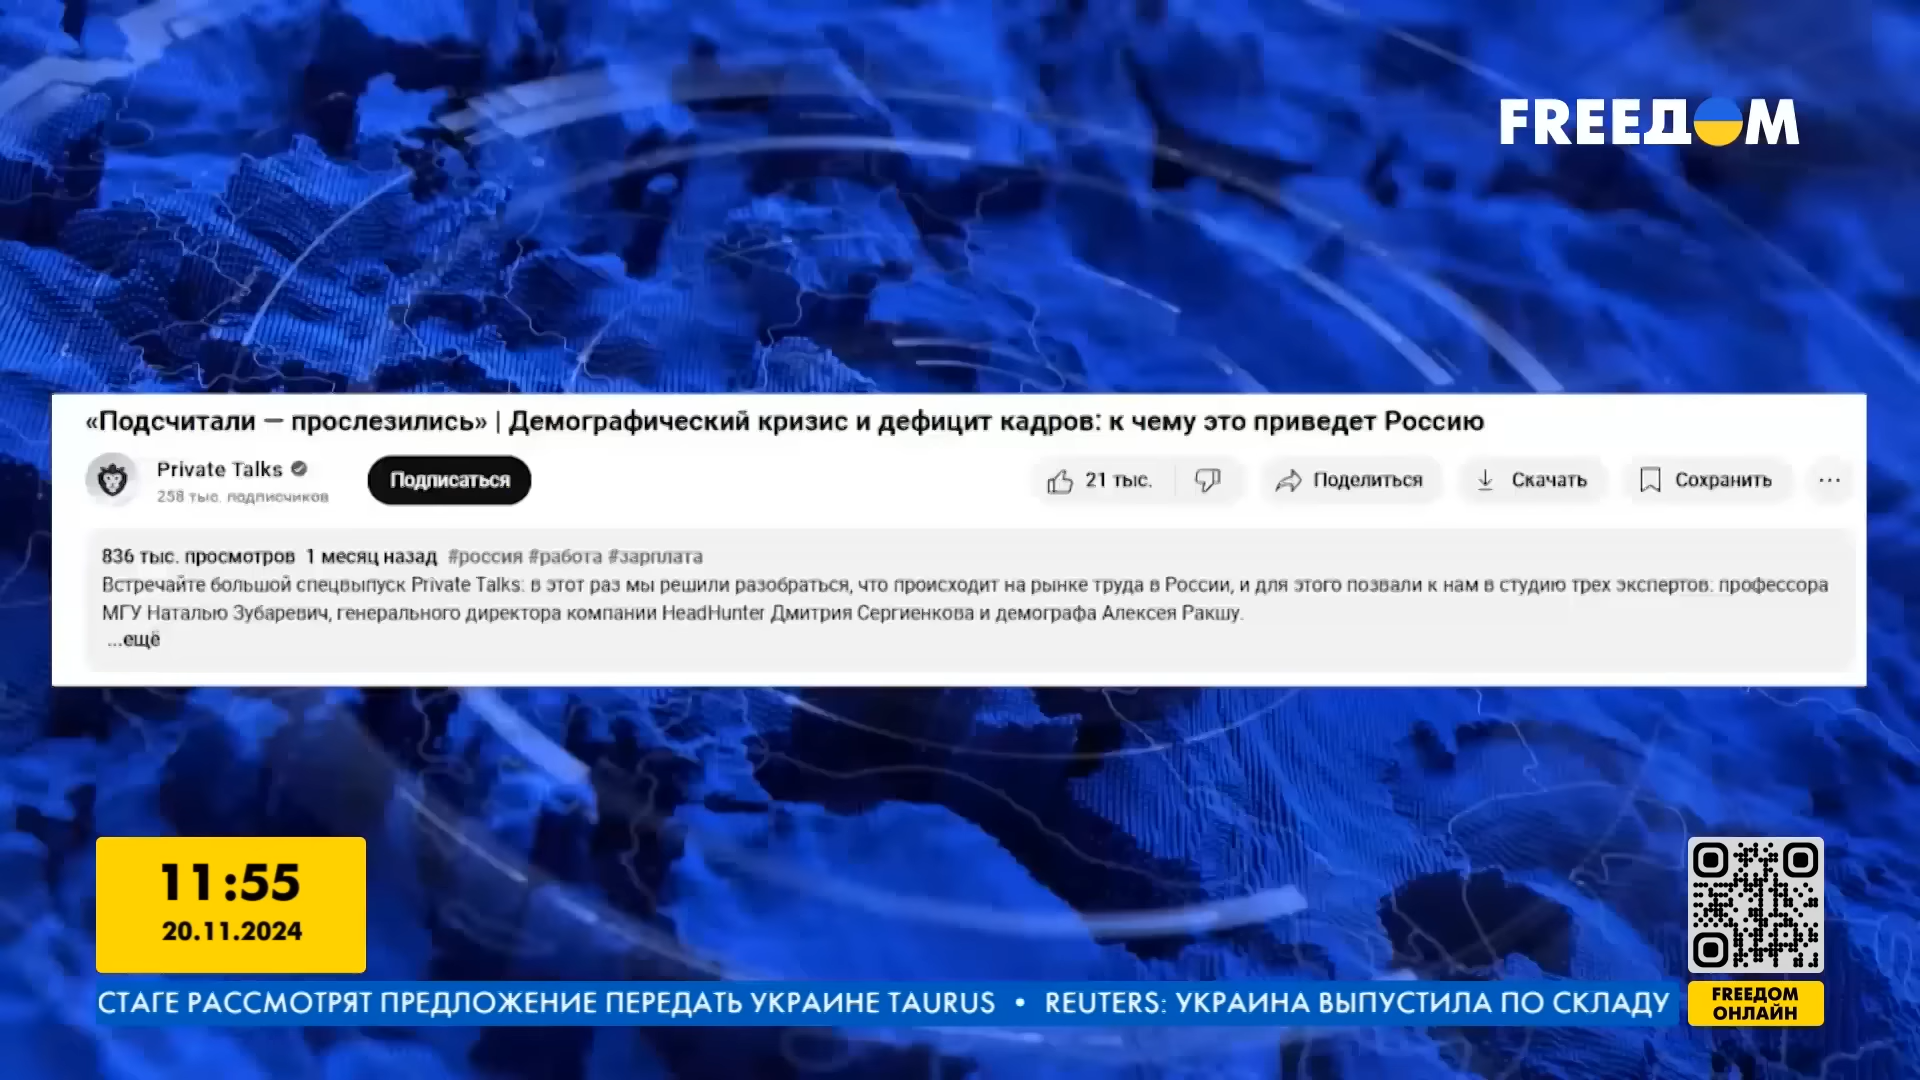 FREEДОМ
«Подсчитали — прослезились» | Демографический кризис и дефицит кадров: к чему это приведет Россию
Private Talks
258 тыс. подписчиков
Подписаться
21 тыс.
Поделиться
Скачать
Сохранить
...
836 тыс. просмотров 1 месяц назад #россия #работа #зарплата
Встречайте большой спецвыпуск Private Talks: в этот раз мы решили разобраться, что происходит на рынке труда в России, и для этого позвали к нам в студию трех экспертов: профессора
МГУ Наталью Зубаревич, генерального директора компании HeadHunter Дмитрия Сергиенкова и демографа Алексея Ракшу.
...ещё
11:55
20.11.2024
СТАГЕ РАССМОТРЯТ ПРЕДЛОЖЕНИЕ ПЕРЕДАТЬ УКРАИНЕ TAURUS • REUTERS: УКРАИНА ВЫПУСТИЛА ПО СКЛАДУ
FREEДОМ
ОНЛАЙН